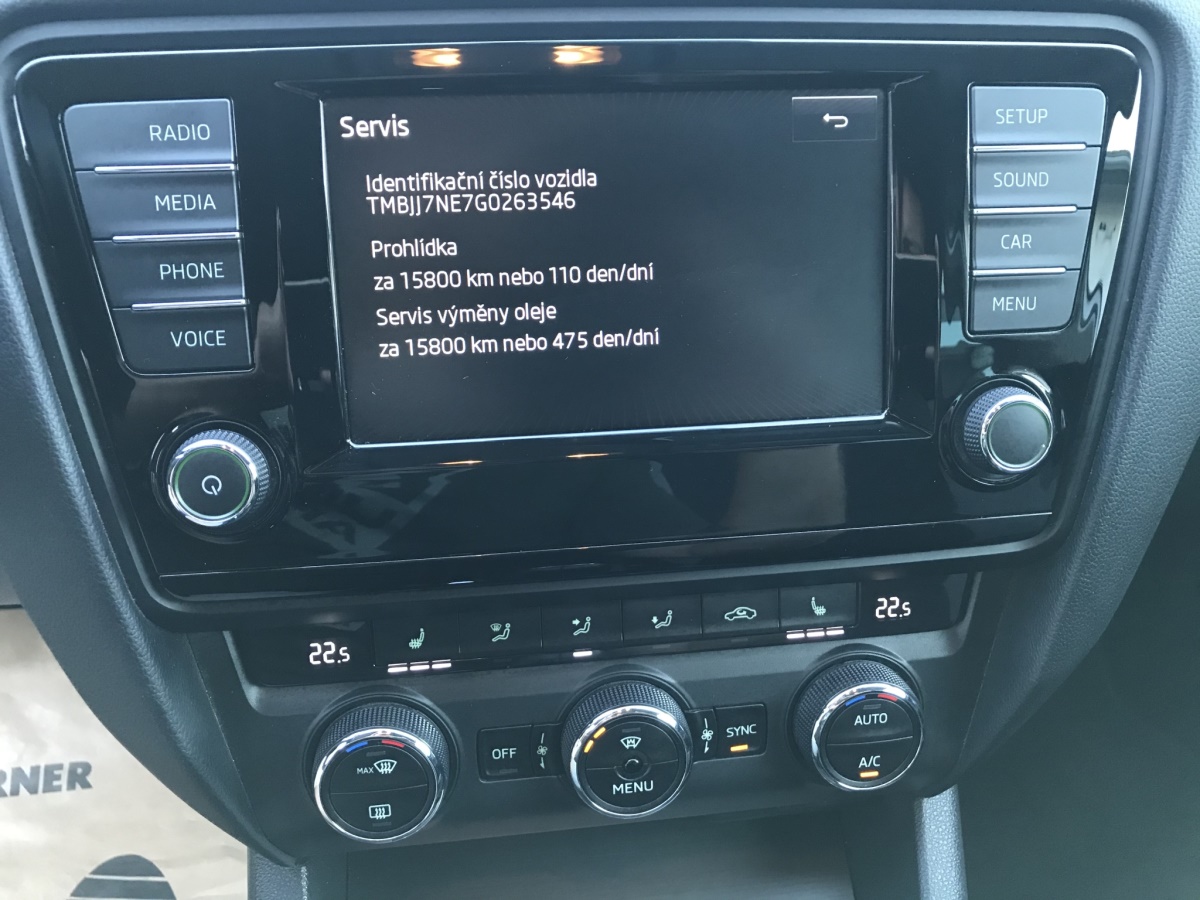 RADIO
MEDIA
PHONE
VOICE
Servis
Identifikační číslo vozidla
TMBJJ7NE7G0263546
Prohlídka
za 15800 km nebo 110 den/dní
Servis výměny oleje
za 15800 km nebo 475 den/dní
SETUP
SOUND
CAR
MENU
22.5
22.5
MAX
OFF
MENU
SYNC
AUTO
A/C
RNER